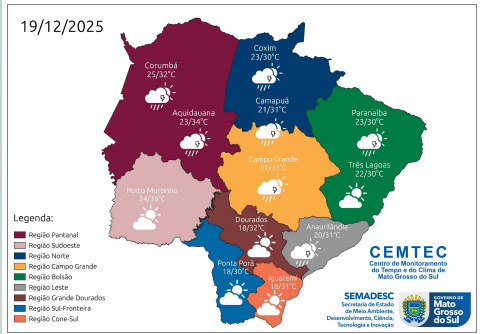 19/12/2025
Coxim
23/30°C
Corumbá
25/32°C
Camapuã
21/31°C
Aquidauana
23/34°C
Paranaíba
23/30°C
Campo Grande
21/31°C
Três Lagoas
22/30°C
Porto Murtinho
24/35°C
Dourados
18/32°C
Anaurilândia
20/31°C
Ponta Porã
18/30°C
Iguatemi
18/31°C
Legenda:
Região Pantanal
Região Sudoeste
Região Norte
Região Campo Grande
Região Bolsão
Região Leste
Região Grande Dourados
Região Sul-Fronteira
Região Cone-Sul
CEMTEC
Centro de Monitoramento
do Tempo e do Clima de
Mato Grosso do Sul
SEMADESC
Secretaria de Estado
de Meio Ambiente,
Desenvolvimento, Ciência,
Tecnologia e Inovação
GOVERNO DE
Mato
Grosso
do Sul